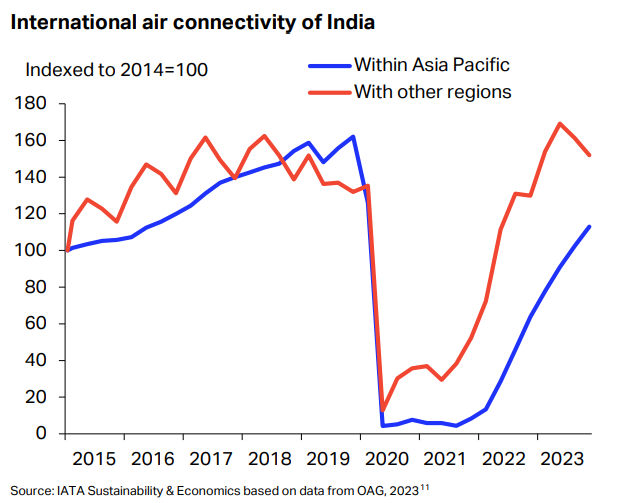 International air connectivity of India
Indexed to 2014=100
Within Asia Pacific
With other regions
180
160
140
120
100
80
60
40
20
0
2015 2016 2017 2018 2019 2020 2021 2022 2023
Source: IATA Sustainability & Economics based on data from OAG, 2023¹¹